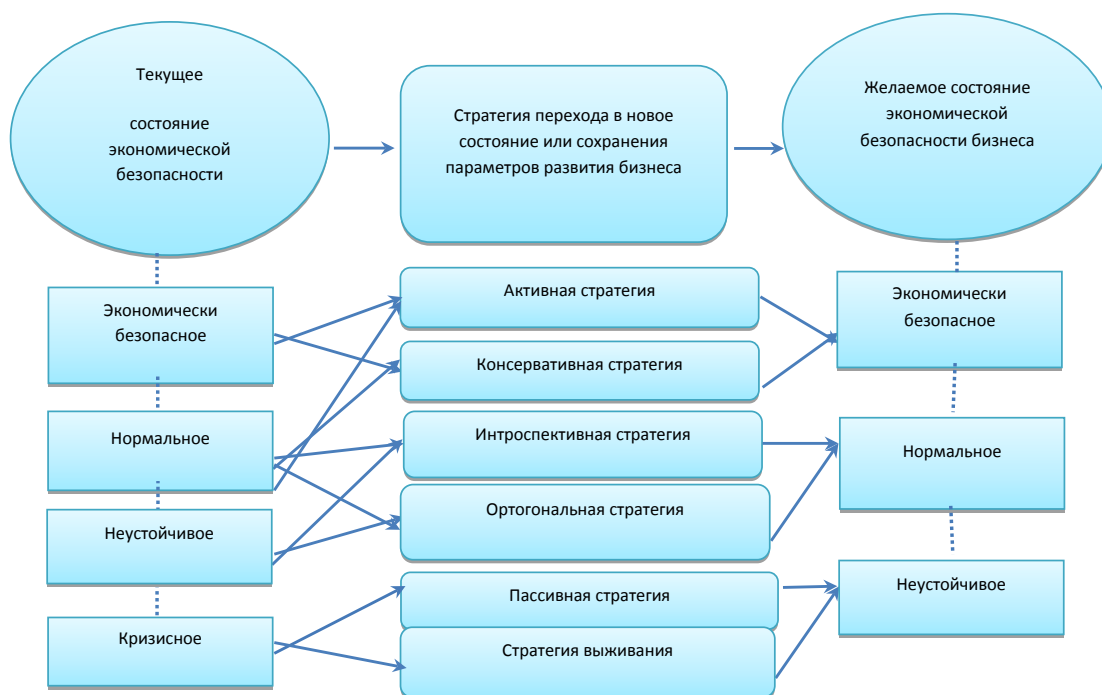 Текущее
состояние
экономической
безопасности
Стратегия перехода в новое
состояние или сохранения
параметров развития бизнеса
Желаемое состояние
экономической
безопасности бизнеса
Экономически
безопасное
Нормальное
Неустойчивое
Кризисное
Активная стратегия
Консервативная стратегия
Интроспективная стратегия
Ортогональная стратегия
Пассивная стратегия
Стратегия выживания
Экономически
безопасное
Нормальное
Неустойчивое